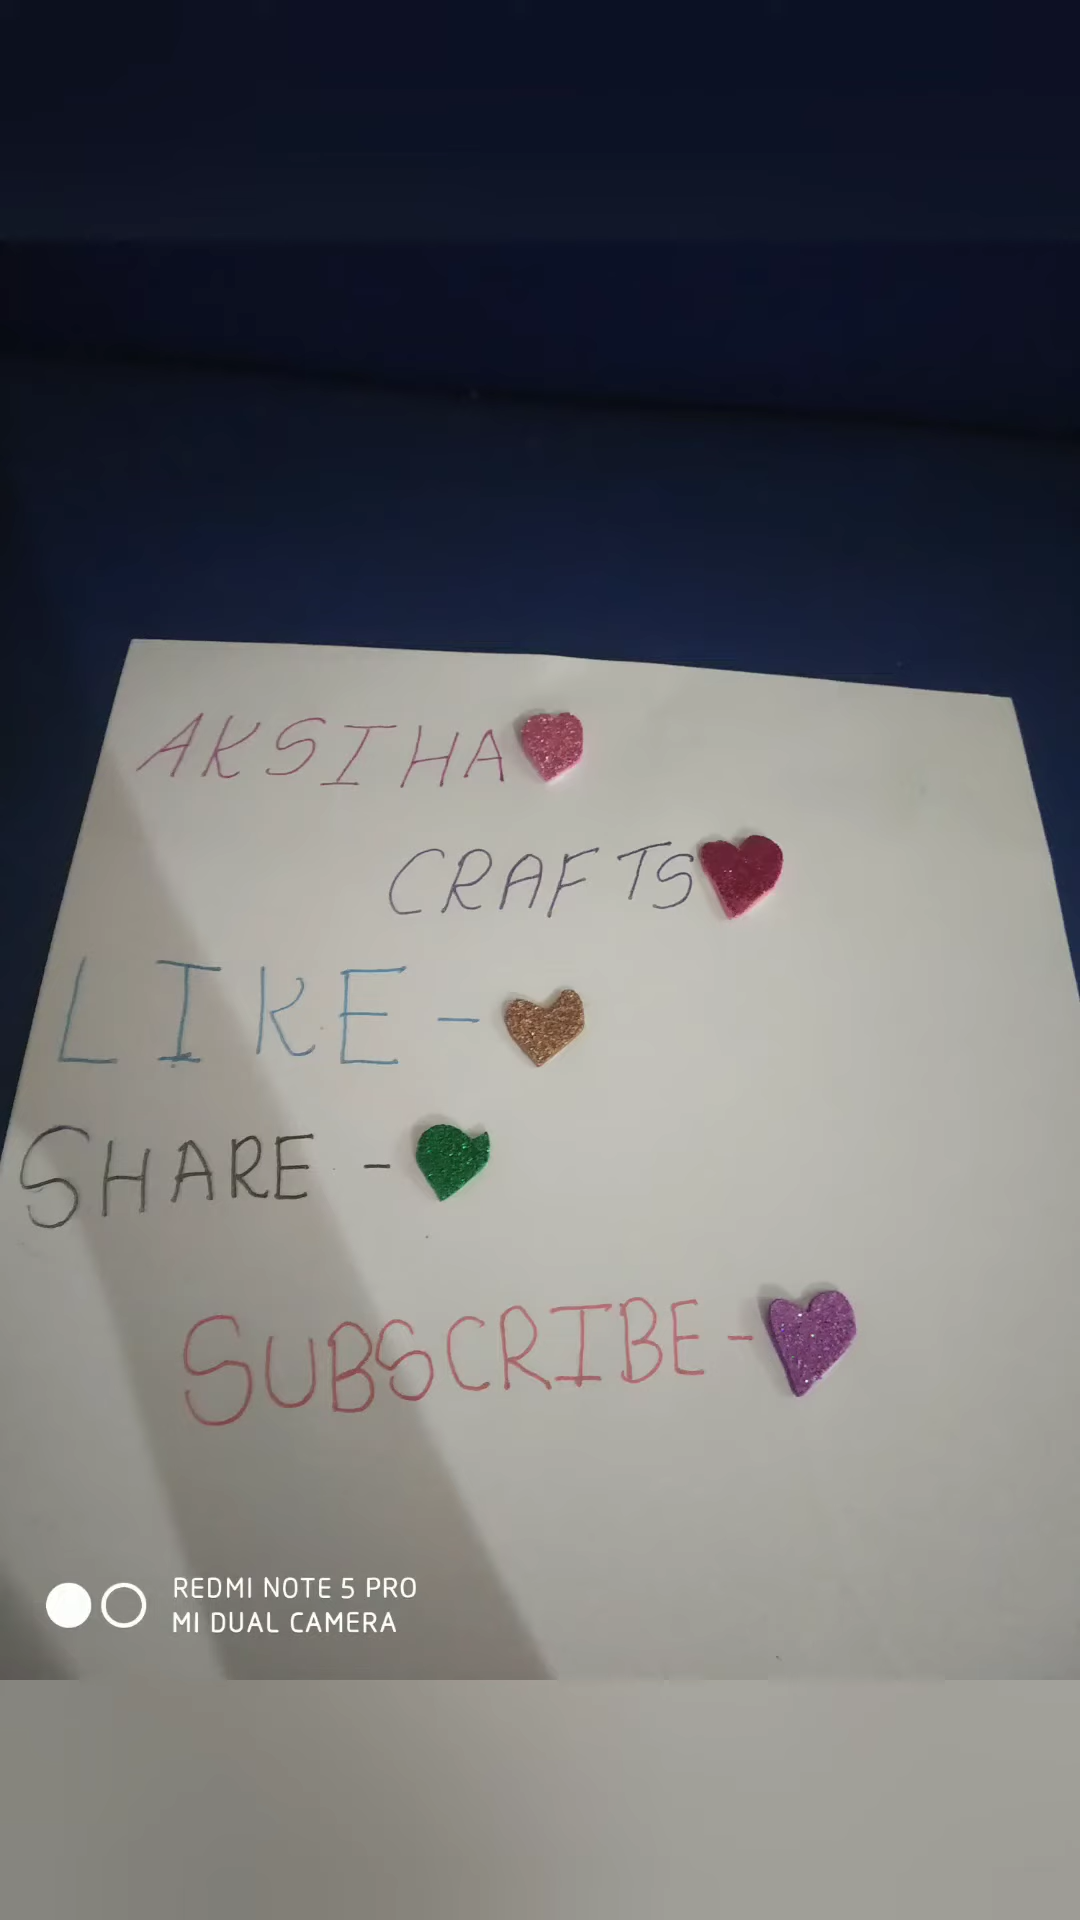 AKSIHA
CRAFTS
LIKE -
SHARE -
SUBSCRIBE -
REDMI NOTE 5 PRO
MI DUAL CAMERA